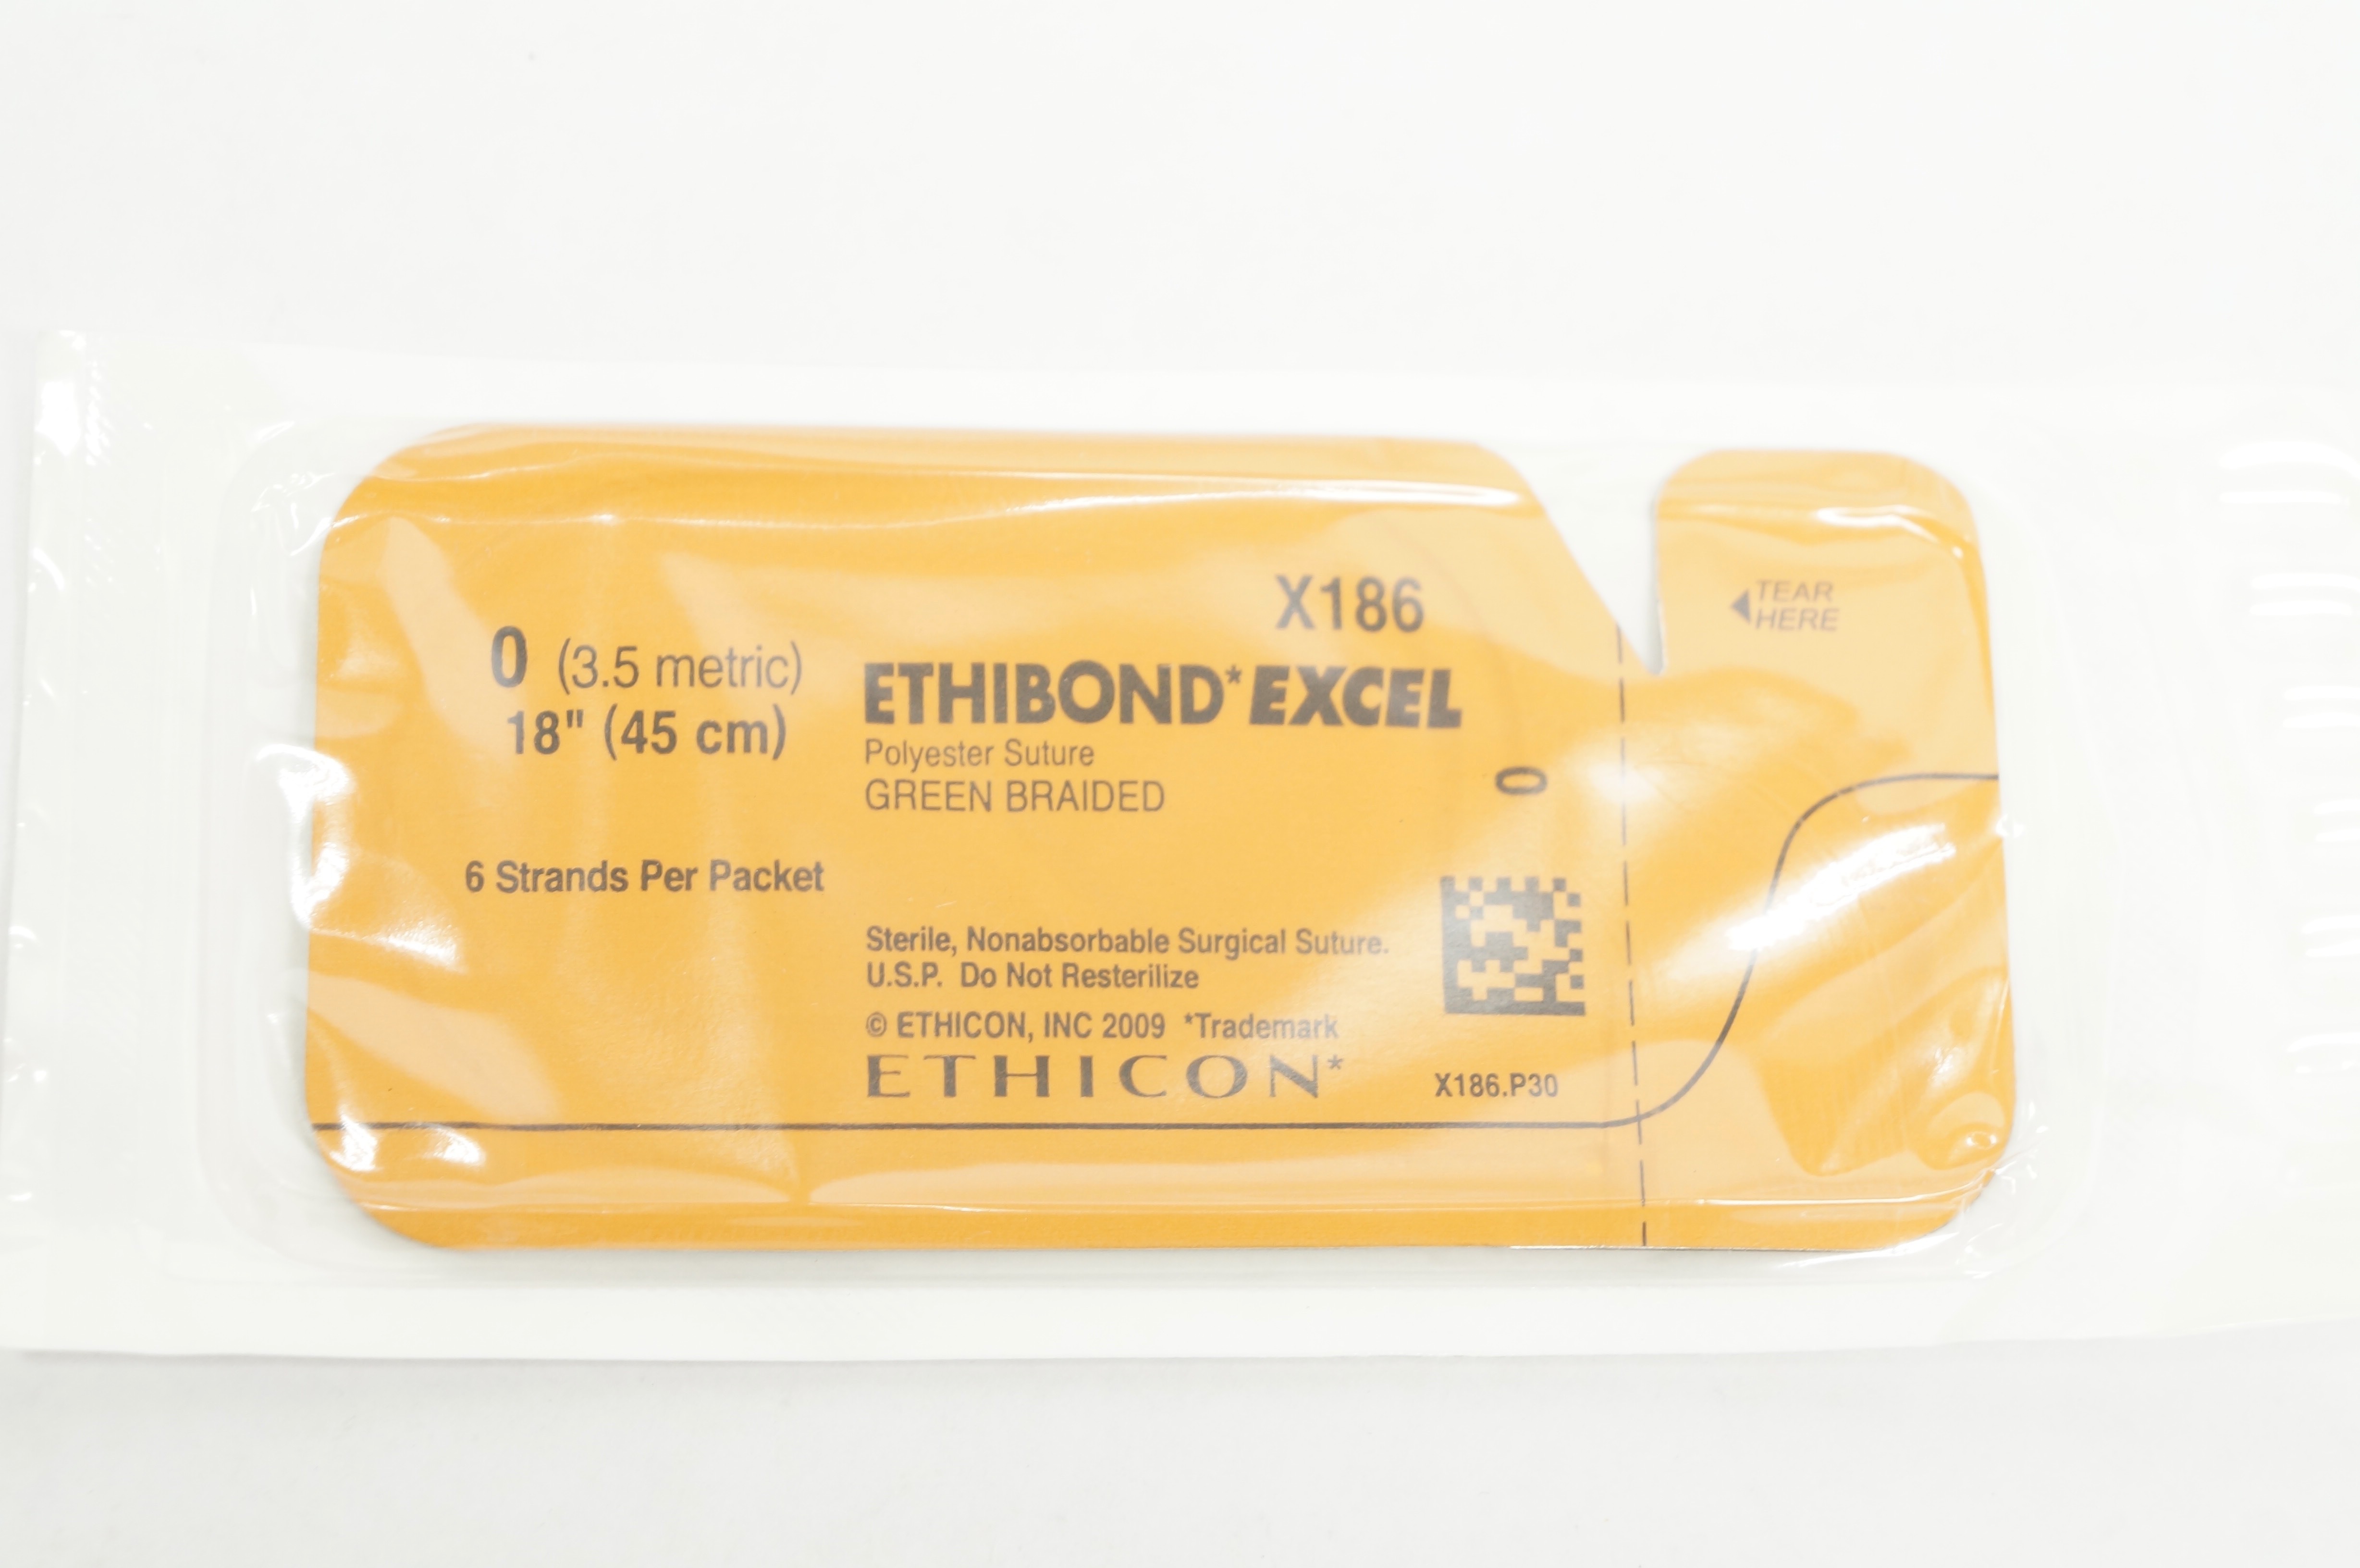 X186
0 (3.5 metric)
18" (45 cm)
6 Strands Per Packet
ETHIBOND* EXCEL
Polyester Suture
GREEN BRAIDED
0
Sterile, Nonabsorbable Surgical Suture.
U.S.P. Do Not Resterilize
© ETHICON, INC 2009 *Trademark
ETHICON*
X186.P30
TEAR
HERE